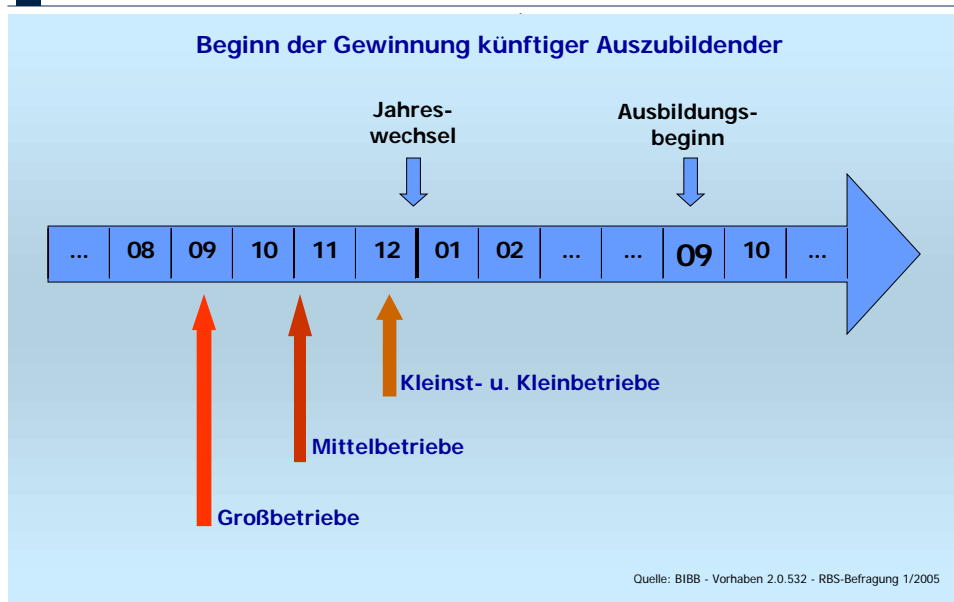 Beginn der Gewinnung künftiger Auszubildender
Jahres-
wechsel
Ausbildungs-
beginn
... 08 09 10 11 12 01 02 ... ... 09 10 ...
Kleinst- u. Kleinbetriebe
Mittelbetriebe
Großbetriebe
Quelle: BIBB - Vorhaben 2.0.532 - RBS-Befragung 1/2005